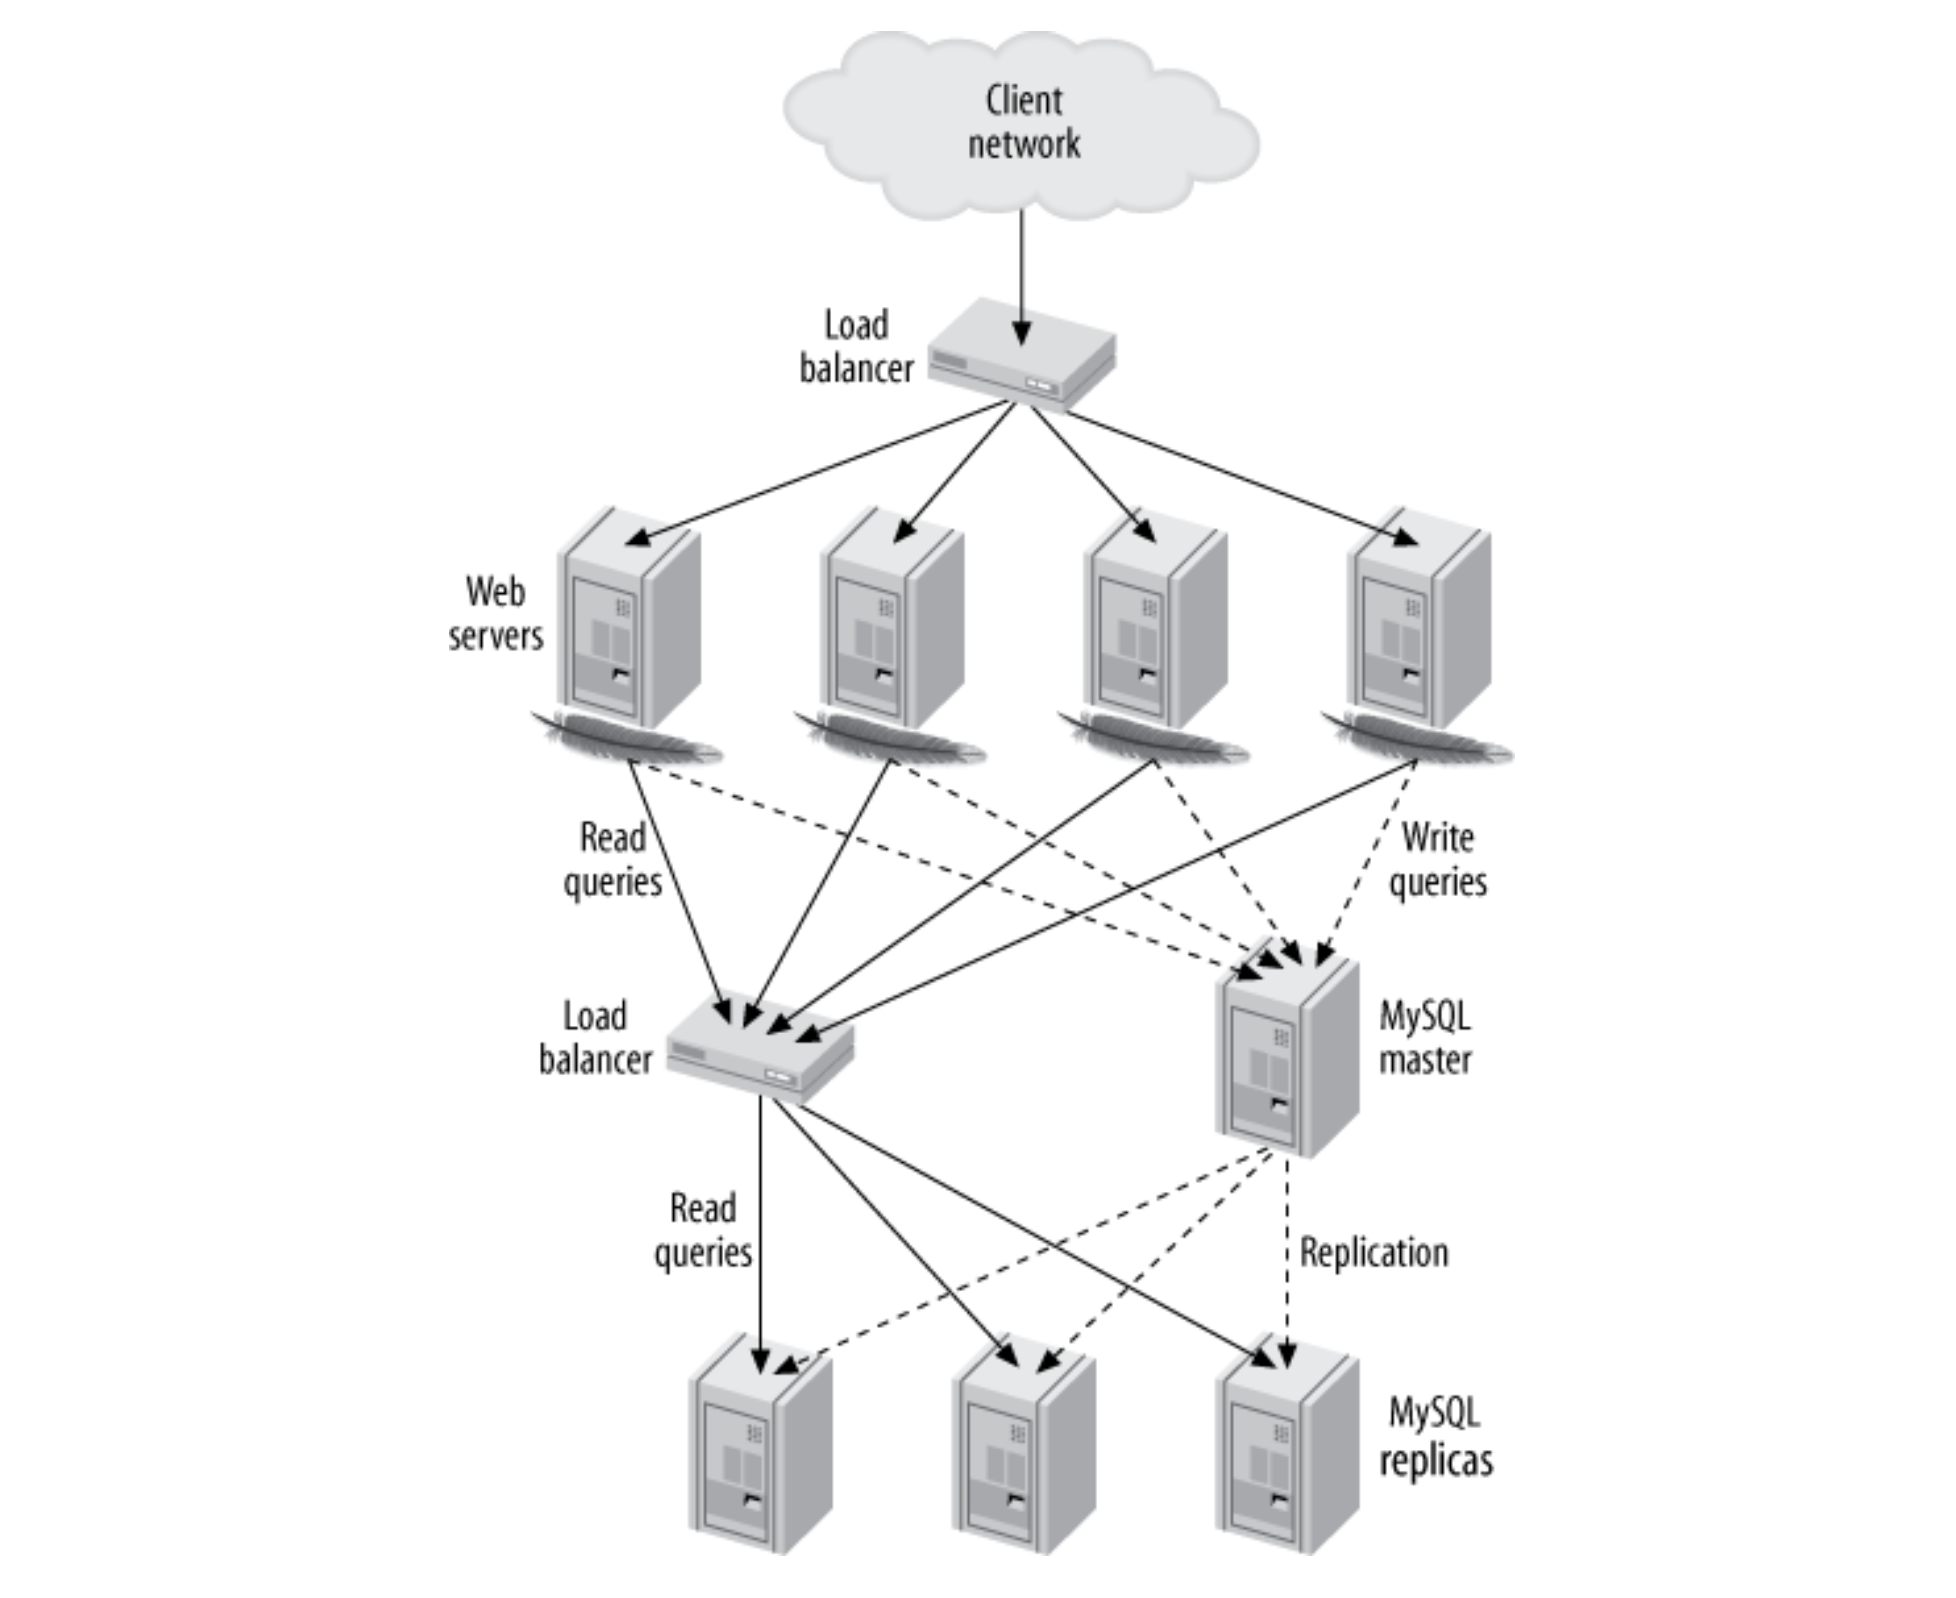 Client
network
Load
balancer
Web
servers
Read
queries
Write
queries
Load
balancer
MySQL
master
Read
queries
Replication
MySQL
replicas